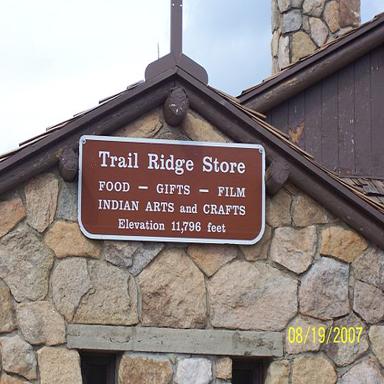 Trail Ridge Store
FOOD – GIFTS – FILM
INDIAN ARTS and CRAFTS
Elevation 11,796 feet
08/19/2007